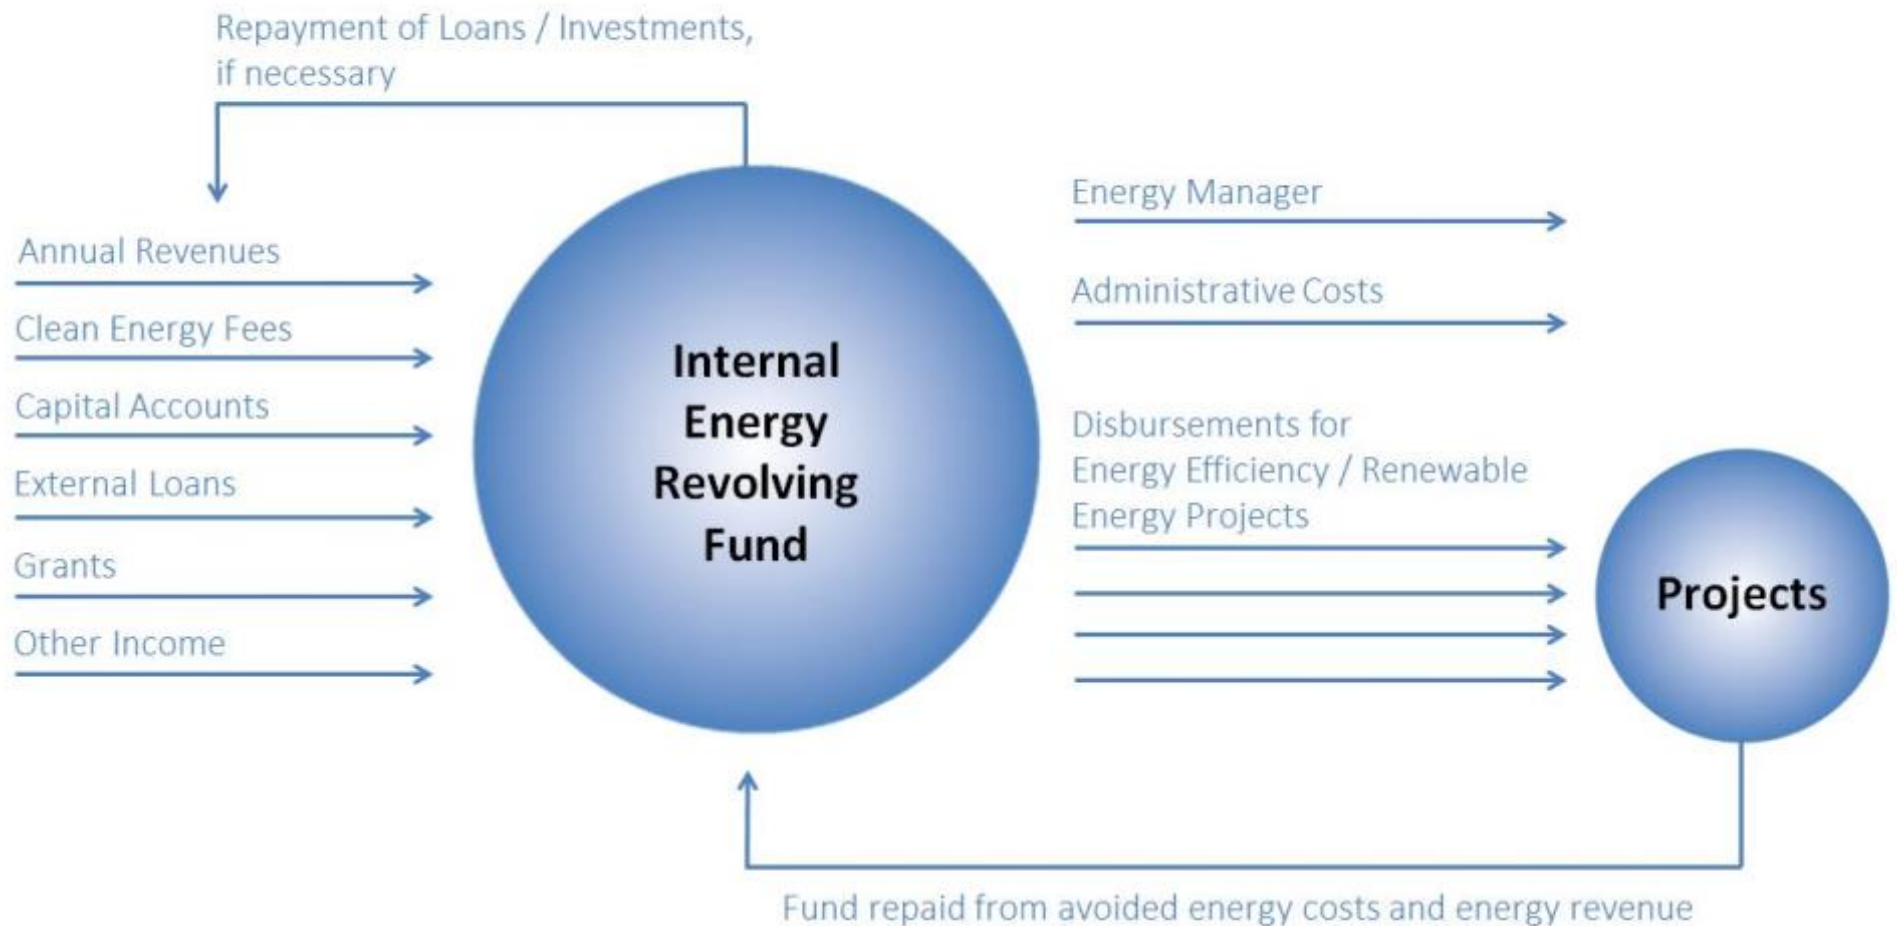 Repayment of Loans / Investments,
if necessary
Annual Revenues
Clean Energy Fees
Capital Accounts
External Loans
Grants
Other Income
Internal
Energy
Revolving
Fund
Energy Manager
Administrative Costs
Disbursements for
Energy Efficiency / Renewable
Energy Projects
Projects
Fund repaid from avoided energy costs and energy revenue